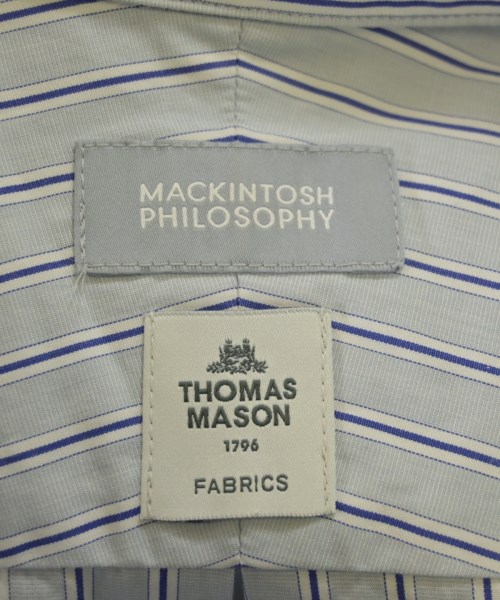 MACKINTOSH
PHILOSOPHY
THOMAS
MASON
1796
FABRICS